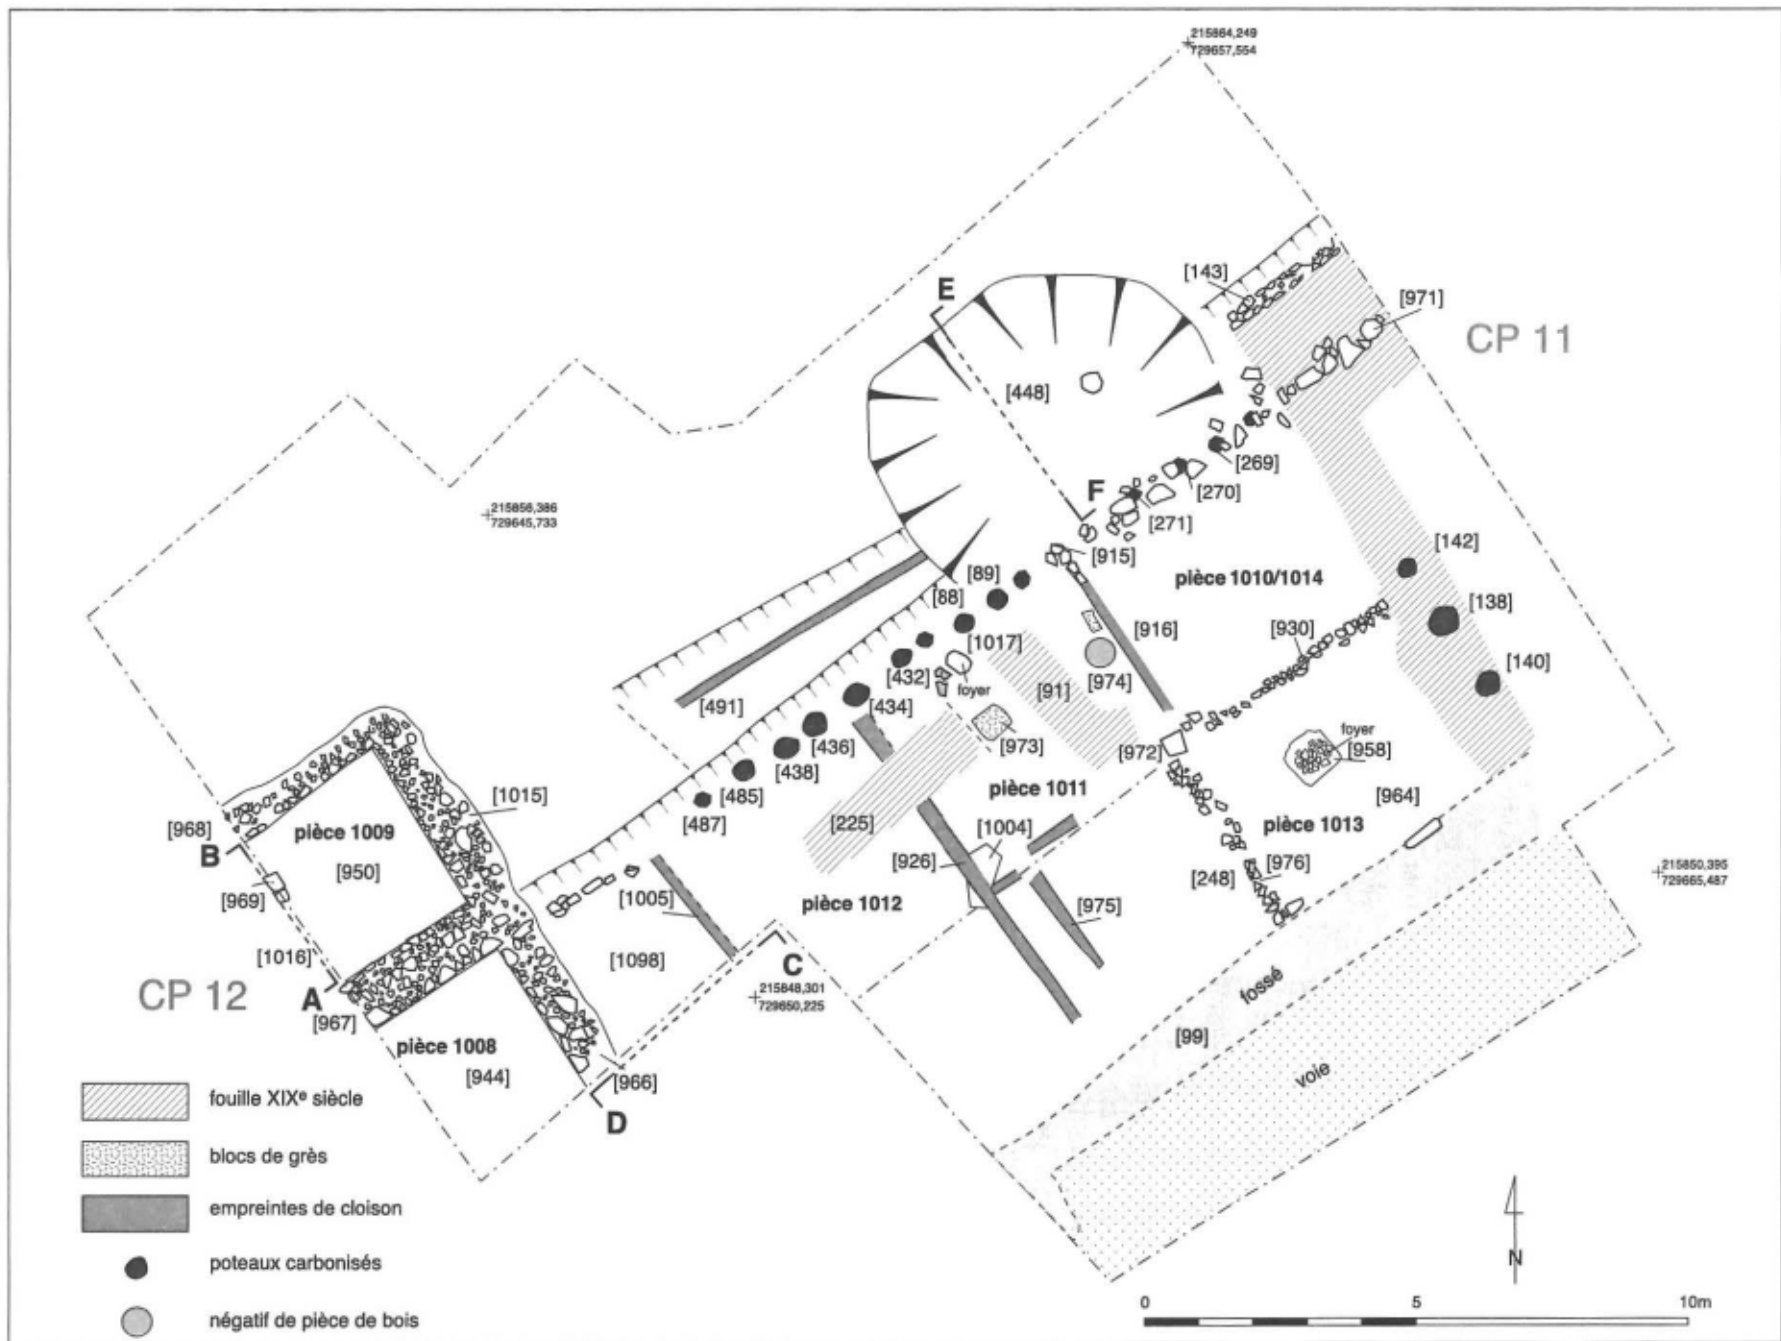 215864,249
729657,554
[143]
[971]
E
CP 11
[448]
[269]
F
[270]
[271]
215856,386
729645,733
[915]
[142]
[89]
pièce 1010/1014
[88]
[138]
[916]
[930]
[1017]
[432]
foyer
[91]
[974]
[140]
[491]
[434]
[436]
[973]
[972]
foyer
[958]
[438]
[485]
pièce 1011
[964]
[1015]
[487]
[225]
pièce 1013
[968]
pièce 1009
B
[950]
[1004]
[926]
[248]
[976]
215850,395
729665,487
[969]
[1005]
pièce 1012
[975]
[1016]
[1098]
C
CP 12
A
215848,301
729650,225
fossé
[967]
pièce 1008
[99]
[944]
[966]
voie
D
fouille XIXe siècle
blocs de grès
empreintes de cloison
poteaux carbonisés
négatif de pièce de bois
N
0 5 10m